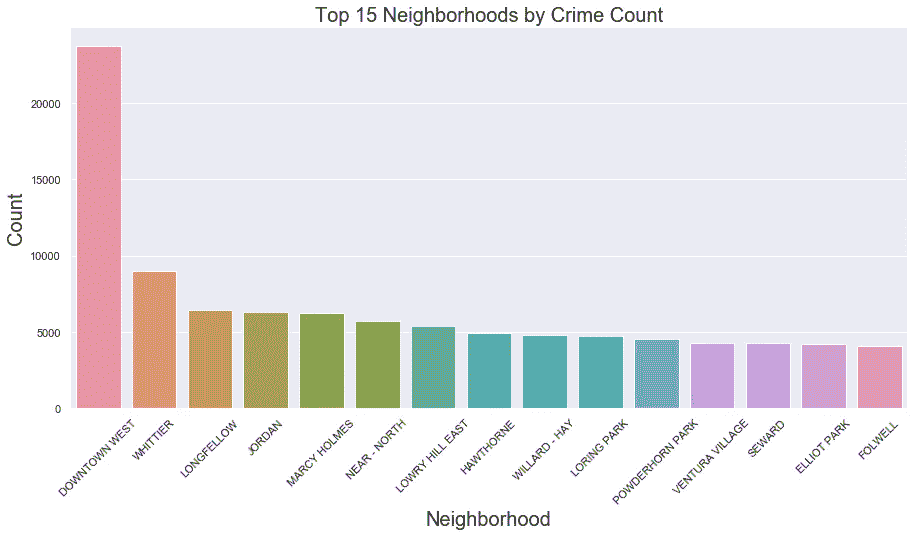 Top 15 Neighborhoods by Crime Count
Count
20000
15000
10000
5000
0
DOWNTOWN WEST
WHITTIER
LONGFELLOW
JORDAN
MARCY HOLMES
NEAR - NORTH
LOWRY HILL EAST
HAWTHORNE
WILLARD - HAY
LORING PARK
POWDERHORN PARK
VENTURA VILLAGE
SEWARD
ELLIOT PARK
FOLWELL
Neighborhood